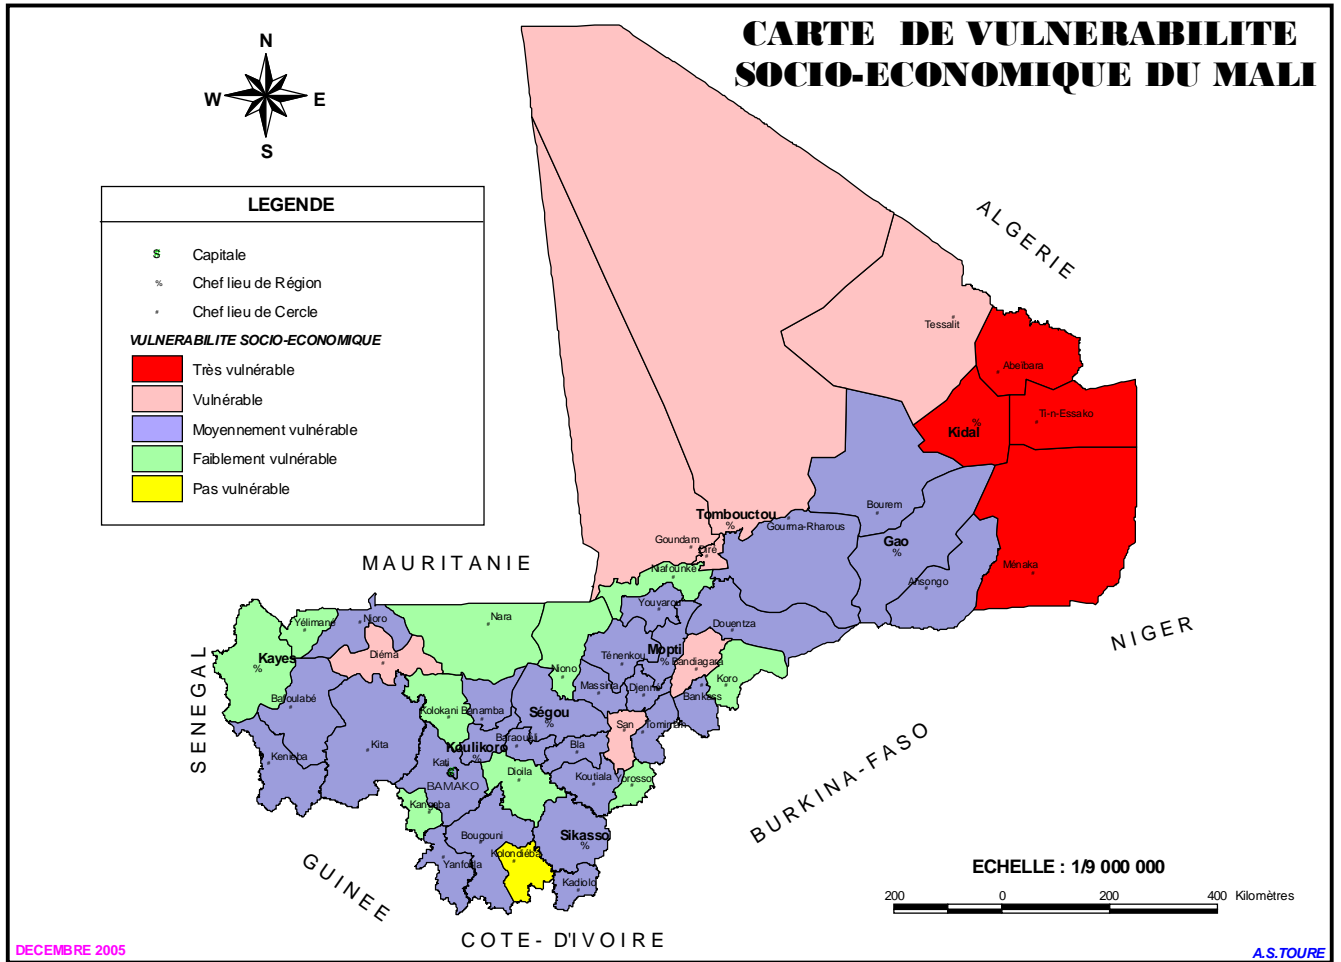 CARTE DE VULNERABILITE
SOCIO-ECONOMIQUE DU MALI
N
W
E
S
LEGENDE
S Capitale
% Chef lieu de Région
# Chef lieu de Cercle
VULNERABILITE SOCIO-ECONOMIQUE
Très vulnérable
Vulnérable
Moyennement vulnérable
Faiblement vulnérable
Pas vulnérable
ALGERIE
MAURITANIE
SENEGAL
GUINEE
COTE- D'IVOIRE
BURKINA-FASO
NIGER
Tessalit
Abeibara
Ti-n-Essako
Kidal
Tombouctou
Gourma-Rharous
Bourem
Gao
Ansongo
Ménaka
Goundam
Diré
Niafounké
Youvarou
Douentza
Mopti
Ténenkou
Bandiagara
Koro
Bankass
Djenné
Massina
Niono
Nara
Nioro
Yélimané
Kayes
Diéma
Bafoulabé
Kenieba
Kita
Kolokani
Banamba
Ségou
San
Tominian
Koulikoro
Baraouéli
Bla
Kati
S
BAMAKO
Dioila
Koutiala
Yorosso
Kangaba
Bougouni
Sikasso
Yanfolila
Kolondiéba
Kadiolo
ECHELLE : 1/9 000 000
200 0 200 400 Kilomètres
DECEMBRE 2005
A.S.TOURE